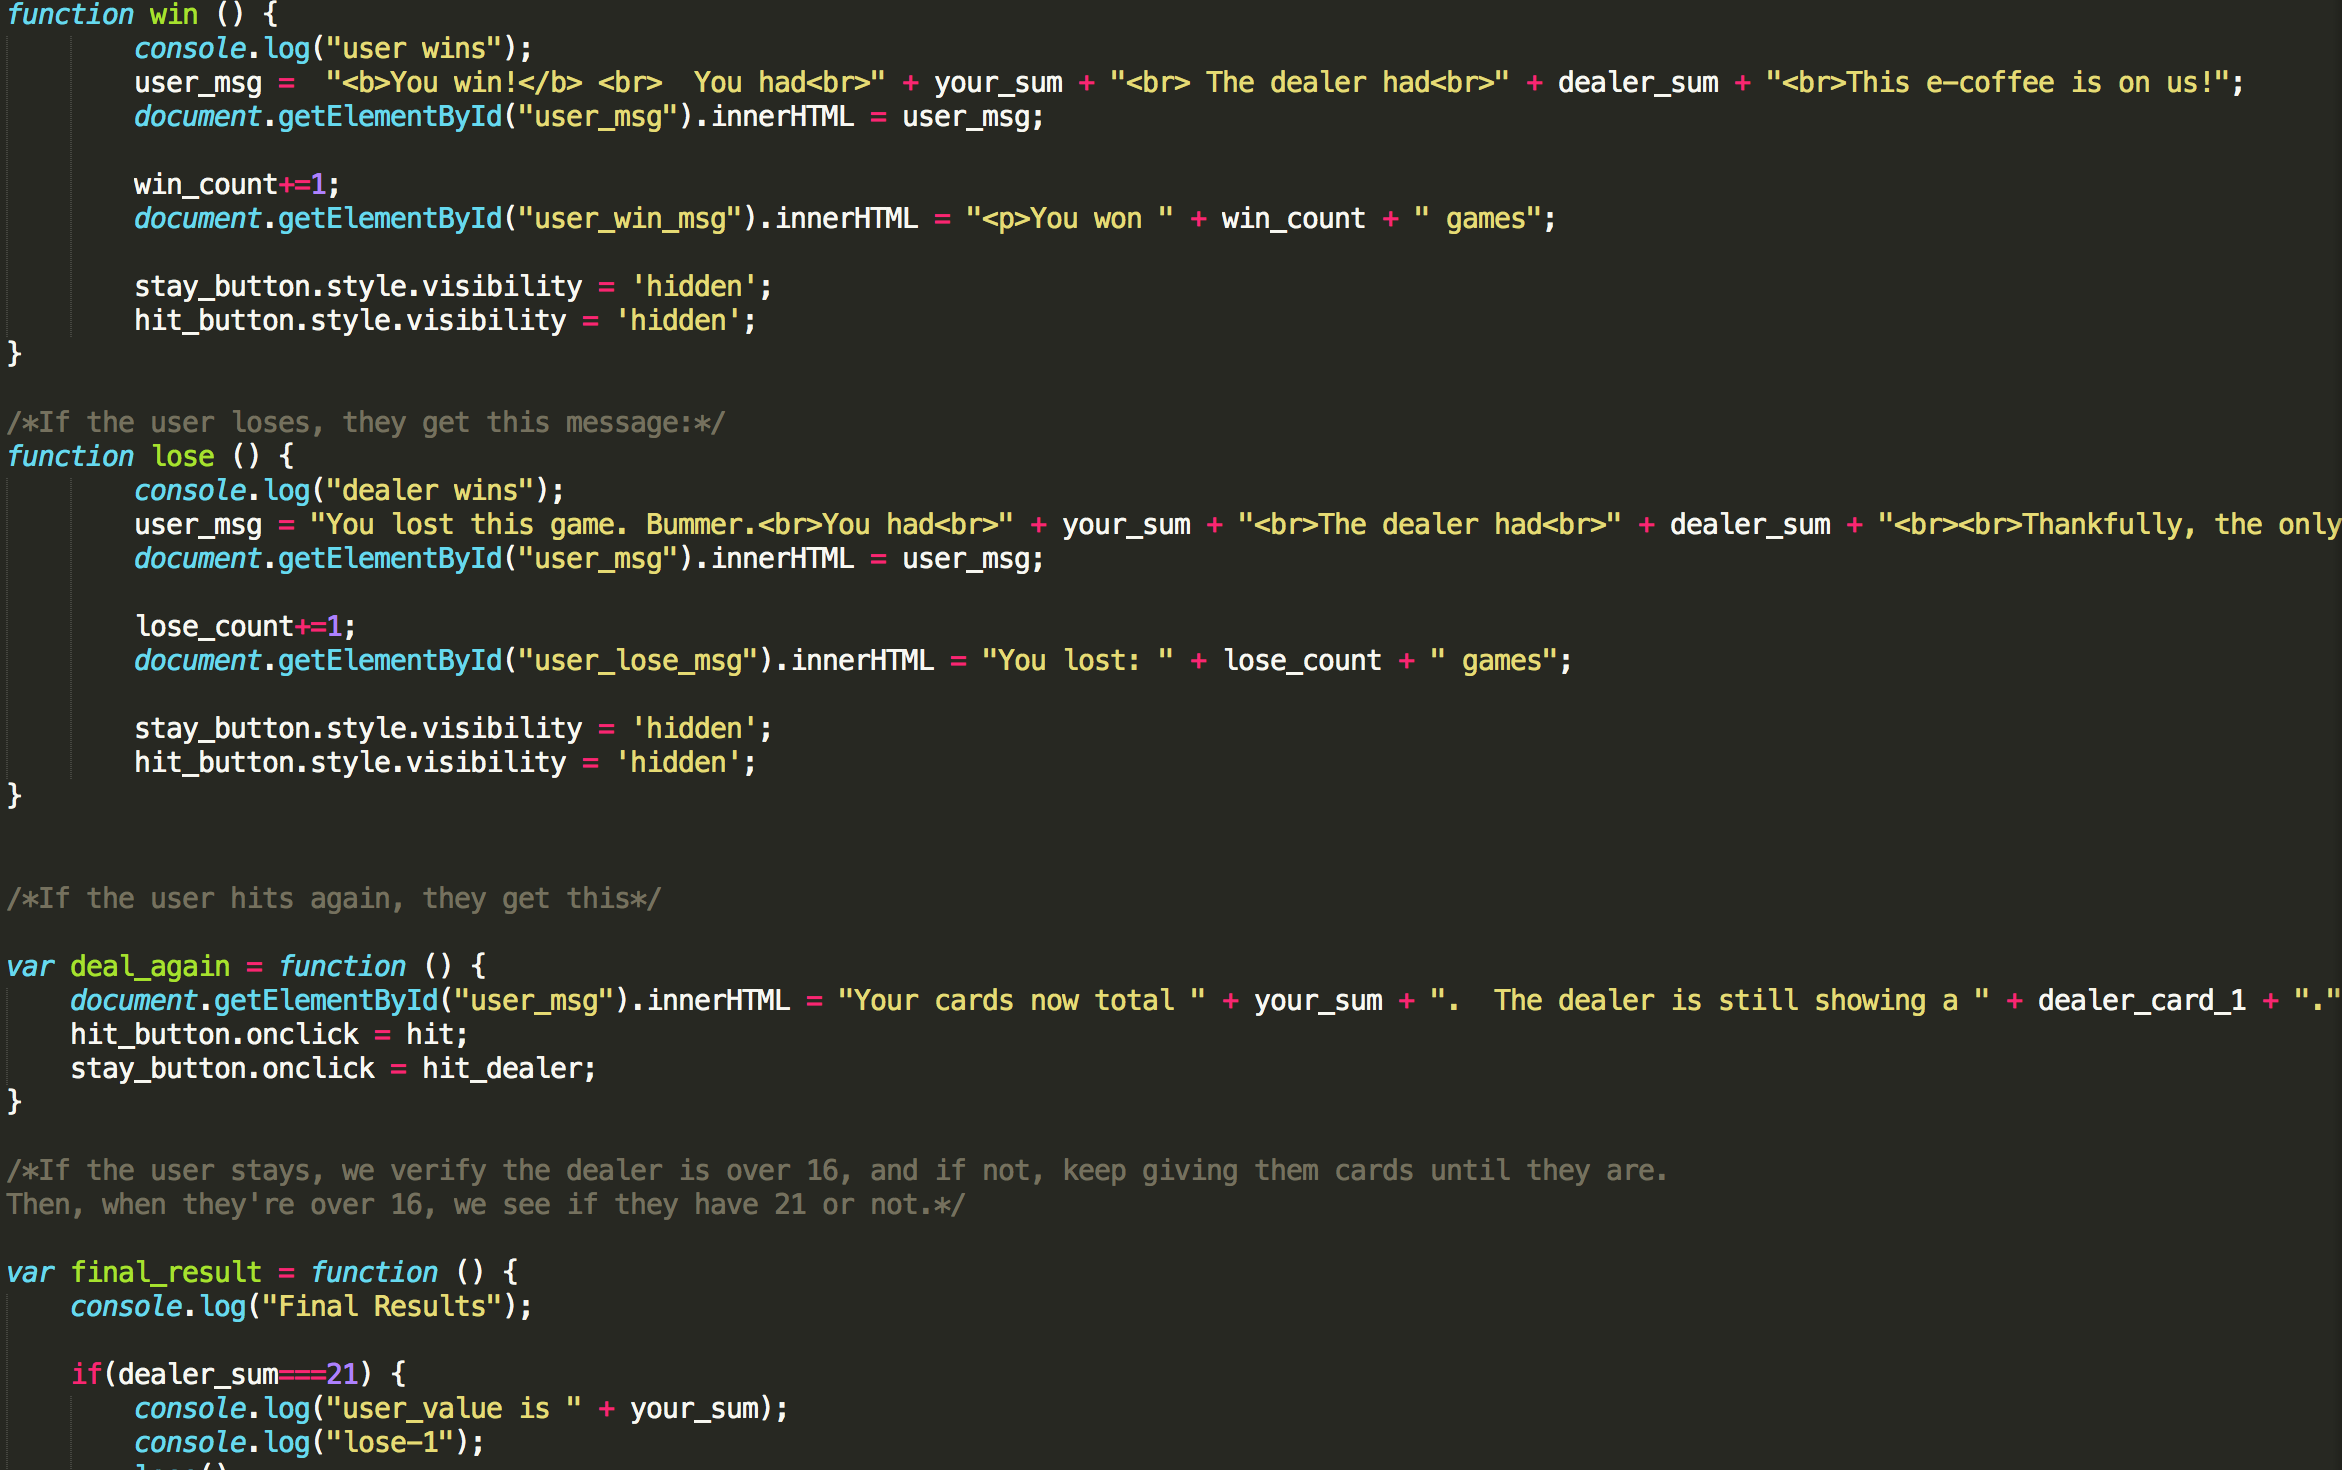 function win () {
console.log("user wins");
user_msg =  "<b>You win!</b> <br>  You had<br>" + your_sum + "<br> The dealer had<br>" + dealer_sum + "<br>This e-coffee is on us!";
document.getElementById("user_msg").innerHTML = user_msg;
win_count+=1;
document.getElementById("user_win_msg").innerHTML = "<p>You won " + win_count + " games";
stay_button.style.visibility = 'hidden';
hit_button.style.visibility = 'hidden';
}
/*If the user loses, they get this message:*/
function lose () {
console.log("dealer wins");
user_msg = "You lost this game. Bummer.<br>You had<br>" + your_sum + "<br>The dealer had<br>" + dealer_sum + "<br><br>Thankfully, the only
document.getElementById("user_msg").innerHTML = user_msg;
lose_count+=1;
document.getElementById("user_lose_msg").innerHTML = "You lost: " + lose_count + " games";
stay_button.style.visibility = 'hidden';
hit_button.style.visibility = 'hidden';
}
/*If the user hits again, they get this*/
var deal_again = function () {
document.getElementById("user_msg").innerHTML = "Your cards now total " + your_sum + ".  The dealer is still showing a " + dealer_card_1 + "."
hit_button.onclick = hit;
stay_button.onclick = hit_dealer;
}
/*If the user stays, we verify the dealer is over 16, and if not, keep giving them cards until they are.
Then, when they're over 16, we see if they have 21 or not.*/
var final_result = function () {
console.log("Final Results");
if(dealer_sum===21) {
console.log("user_value is " + your_sum);
console.log("lose-1");